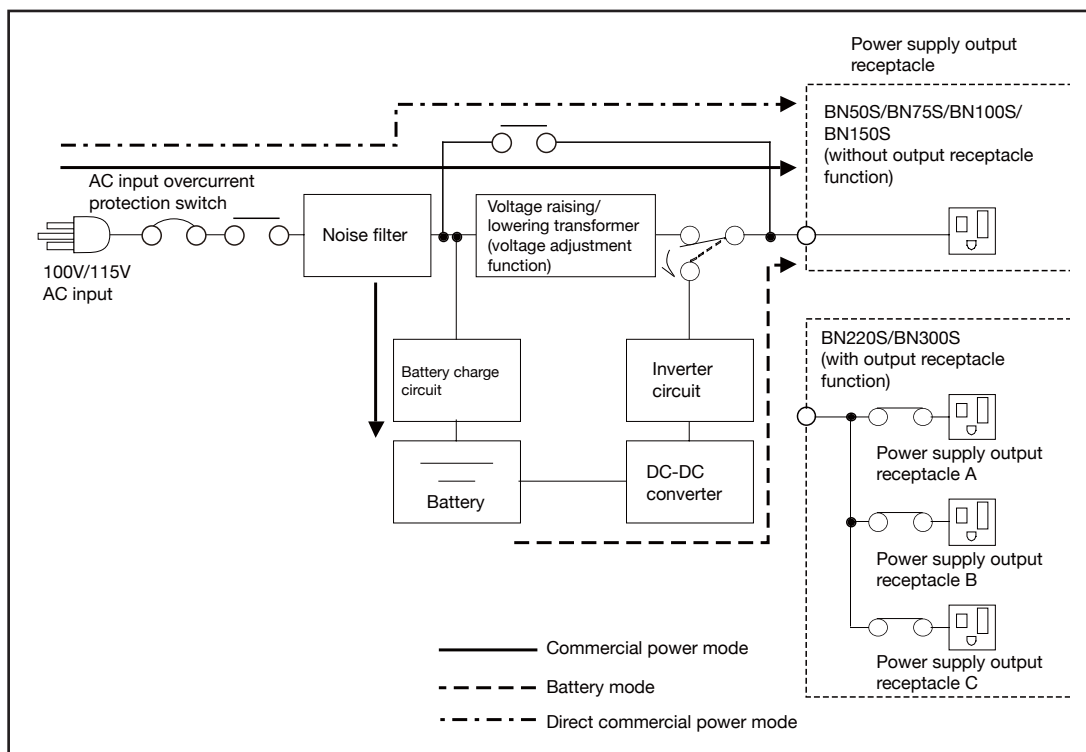 Power supply output
receptacle
BN50S/BN75S/BN100S/
BN150S
(without output receptacle
function)
AC input overcurrent
protection switch
100V/115V
AC input
Noise filter
Voltage raising/
lowering transformer
(voltage adjustment
function)
Battery charge
circuit
Inverter
circuit
Battery
DC-DC
converter
BN220S/BN300S
(with output receptacle
function)
Power supply output
receptacle A
Power supply output
receptacle B
Power supply output
receptacle C
Commercial power mode
Battery mode
Direct commercial power mode